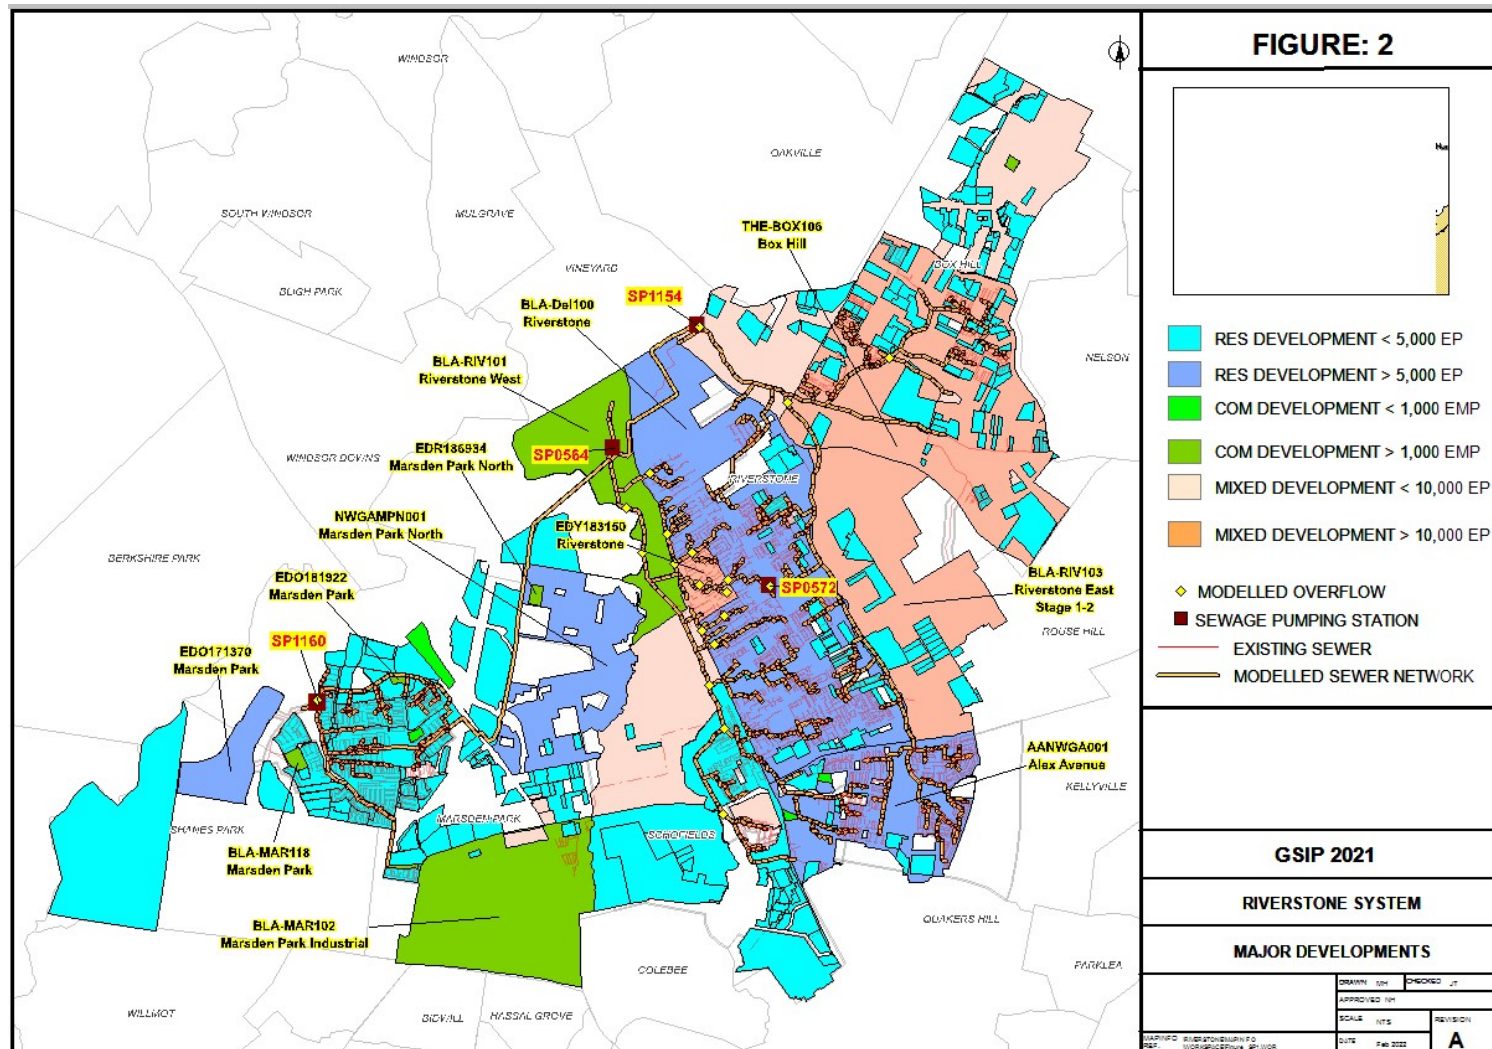 WINDSOR
OAKVILLE
SOUTH WINDSOR
MULGRAVE
VINEYARD
BLIGH PARK
THE-BOX106
Box Hill
BOX HILL
NELSON
SP1154
BLA-Del100
Riverstone
BLA-RIV101
Riverstone West
EDR186934
Marsden Park North
SP0564
WINDSOR DOWNS
RIVERSTONE
NWGAMPN001
Marsden Park North
EDY183150
Riverstone
BERKSHIRE PARK
EDO181922
Marsden Park
SP0572
BLA-RIV103
Riverstone East
Stage 1-2
ROUSE HILL
SP1160
EDO171370
Marsden Park
AANWGA001
Alex Avenue
KELLYVILLE
SHANES PARK
MARSDEN PARK
SCHOFIELDS
BLA-MAR118
Marsden Park
BLA-MAR102
Marsden Park Industrial
QUAKERS HILL
COLEBEE
PARKLEA
WILLMOT
BIDWILL
HASSAL GROVE
FIGURE: 2
RES DEVELOPMENT < 5,000 EP
RES DEVELOPMENT > 5,000 EP
COM DEVELOPMENT < 1,000 EMP
COM DEVELOPMENT > 1,000 EMP
MIXED DEVELOPMENT < 10,000 EP
MIXED DEVELOPMENT > 10,000 EP
MODELLED OVERFLOW
SEWAGE PUMPING STATION
EXISTING SEWER
MODELLED SEWER NETWORK
GSIP 2021
RIVERSTONE SYSTEM
MAJOR DEVELOPMENTS
DRAWN MH CHECKED JT
APPROVED NH
SCALE NTS REVISION
DATE Feb 2022 A
MAPINFO
REF.